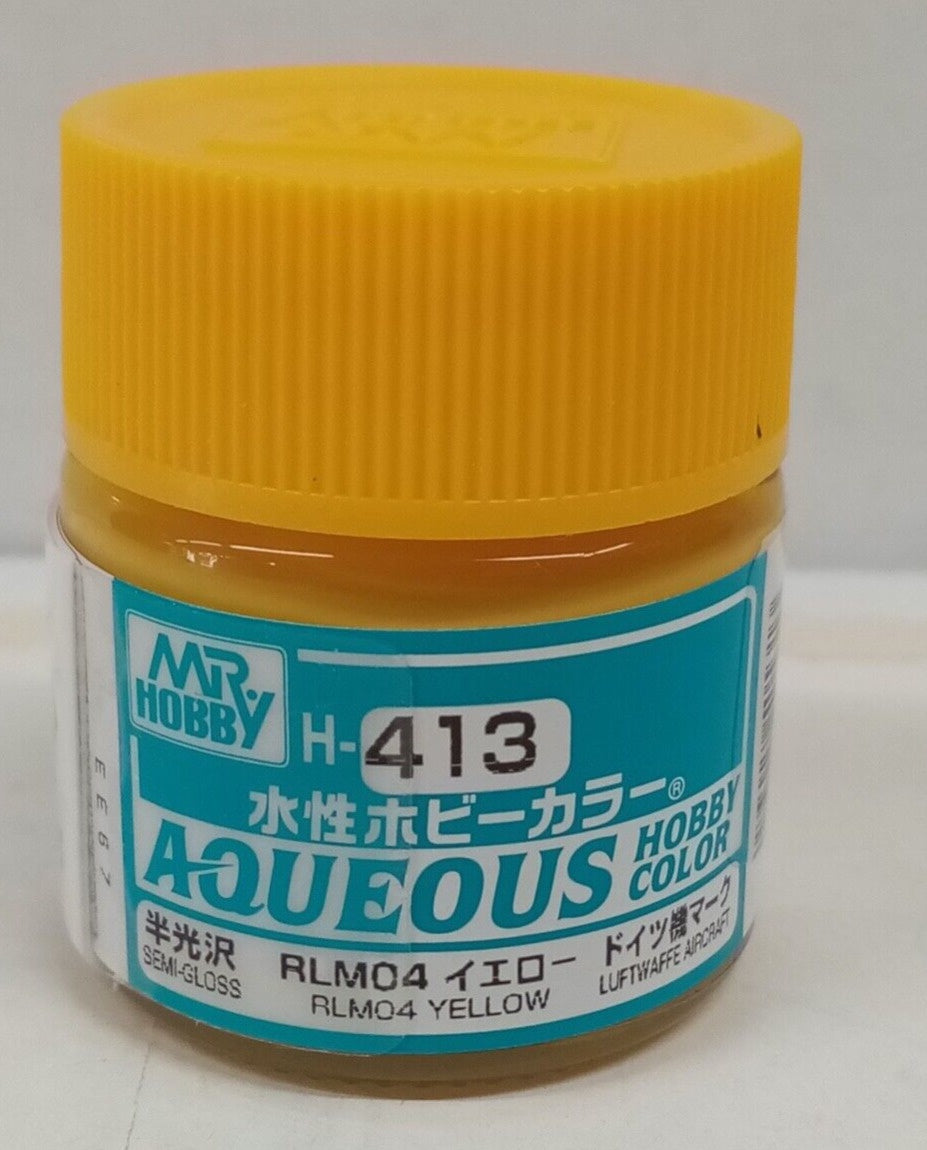 MR.
HOBBY
H-413
水性ホビーカラー®
AQUEOUS HOBBY
COLOR
半光沢
SEMI-GLOSS
RLM04 イエロー
RLM04 YELLOW
ドイツ機マーク
LUFTWAFFE AIRCRAFT